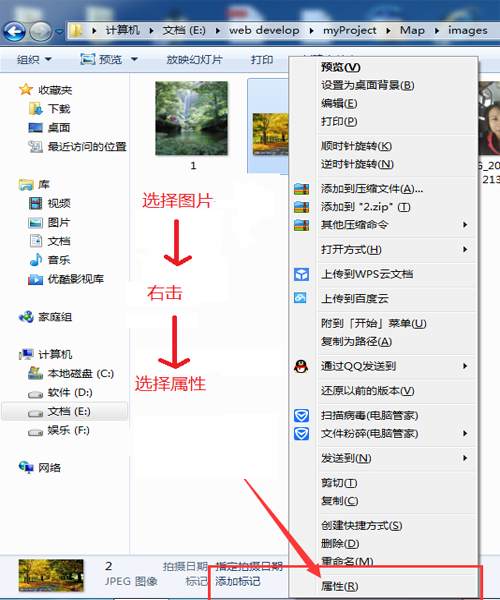 计算机 ▸ 文档 (E:) ▸ web develop ▸ myProject ▸ Map ▸ images
组织 预览 放映幻灯片 打印
收藏夹
下载
桌面
最近访问的位置
库
视频
图片
文档
音乐
优酷影视库
家庭组
计算机
本地磁盘 (C:)
软件 (D:)
文档 (E:)
娱乐 (F:)
网络
1
选择图片
右击
选择属性
预览(V)
设置为桌面背景(B)
编辑(E)
打印(P)
顺时针旋转(K)
逆时针旋转(N)
添加到压缩文件(A)...
添加到 "2.zip" (T)
其他压缩命令
打开方式(H)
上传到WPS云文档
上传到百度云
附到「开始」菜单(U)
复制为路径(A)
通过QQ发送到
还原以前的版本(V)
扫描病毒(电脑管家)
文件粉碎(电脑管家)
发送到(N)
剪切(T)
复制(C)
创建快捷方式(S)
删除(D)
重命名(M)
属性(R)
G_20
213
2 拍摄日期: 指定拍摄日期
JPEG 图像 标记: 添加标记